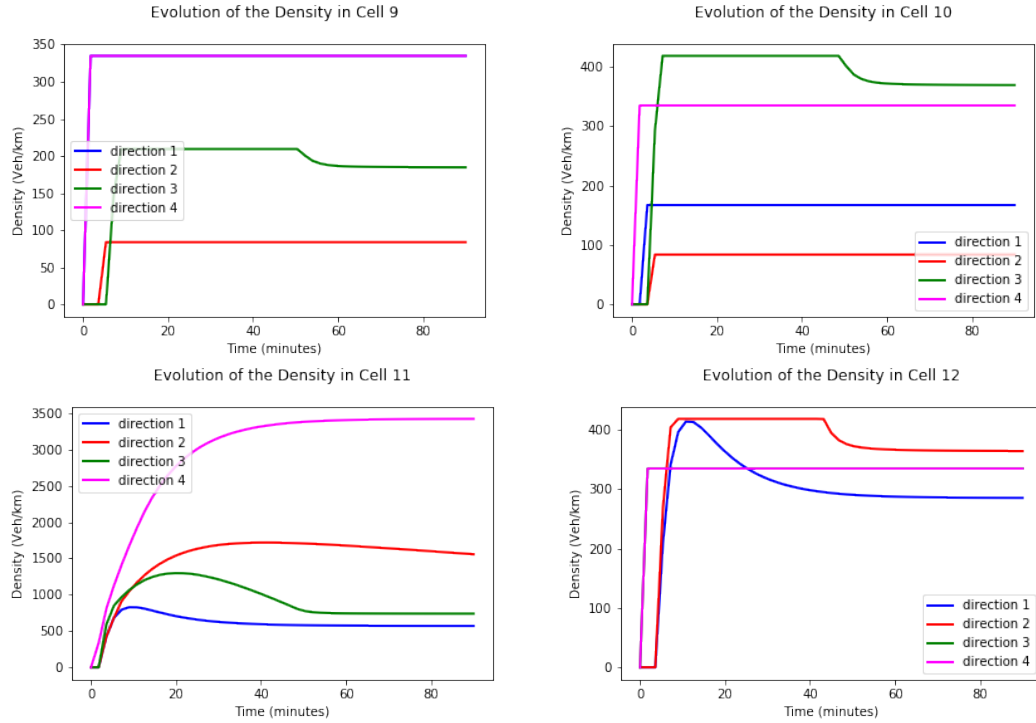 Evolution of the Density in Cell 9
350
300
250
200
150
100
50
0
Density (Veh/km)
direction 1
direction 2
direction 3
direction 4
0 20 40 60 80
Time (minutes)
Evolution of the Density in Cell 10
400
300
200
100
0
Density (Veh/km)
direction 1
direction 2
direction 3
direction 4
0 20 40 60 80
Time (minutes)
Evolution of the Density in Cell 11
3500
3000
2500
2000
1500
1000
500
0
Density (Veh/km)
direction 1
direction 2
direction 3
direction 4
0 20 40 60 80
Time (minutes)
Evolution of the Density in Cell 12
400
300
200
100
0
Density (Veh/km)
direction 1
direction 2
direction 3
direction 4
0 20 40 60 80
Time (minutes)